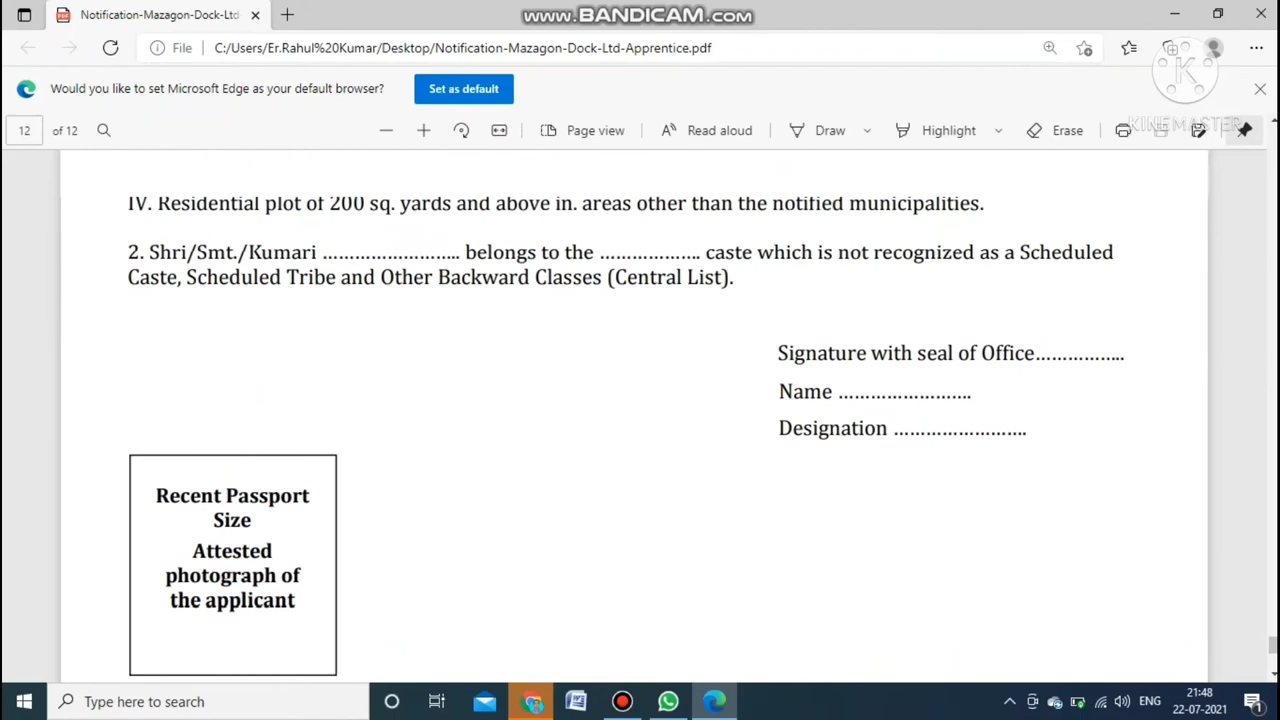 Notification-Mazagon-Dock-Ltd-
www.BANDICAM.com
File
C:/Users/Er.Rahul%20Kumar/Desktop/Notification-Mazagon-Dock-Ltd-Apprentice.pdf
Would you like to set Microsoft Edge as your default browser?
Set as default
K
KINEMASTER
12 of 12
Page view
Read aloud
Draw
Highlight
Erase
IV. Residential plot of 200 sq. yards and above in. areas other than the notified municipalities.
2. Shri/Smt./Kumari …………………….. belongs to the ………………. caste which is not recognized as a Scheduled
Caste, Scheduled Tribe and Other Backward Classes (Central List).
Signature with seal of Office……………..
Name …………………….
Designation …………………….
Recent Passport
Size
Attested
photograph of
the applicant
Type here to search
ENG
21:48
22-07-2021
1